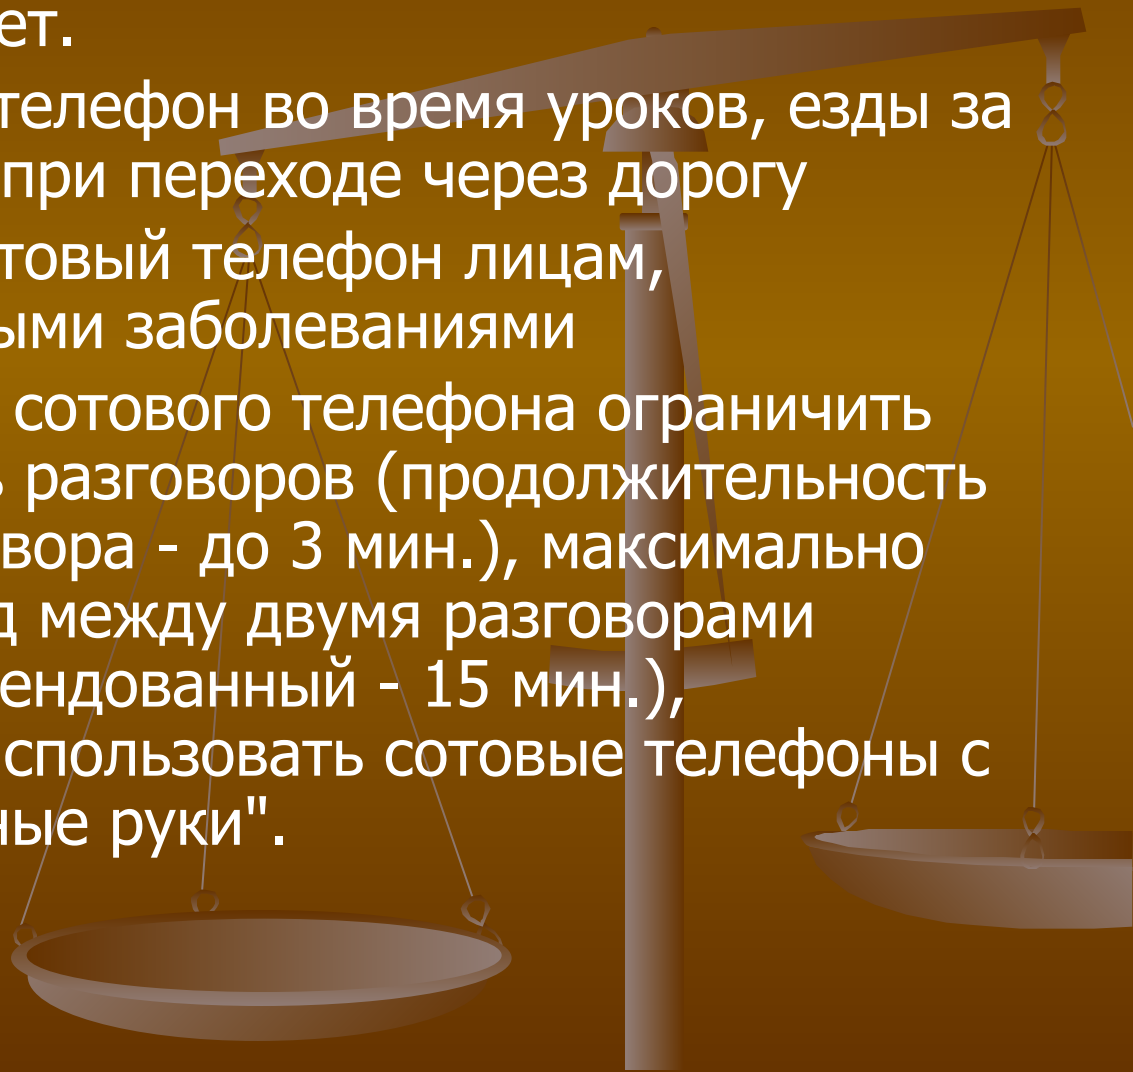 ет.
телефон во время уроков, езды за
при переходе через дорогу
товый телефон лицам,
ыми заболеваниями
сотового телефона ограничить
ь разговоров (продолжительность
вора - до 3 мин.), максимально
д между двумя разговорами
ендованный - 15 мин.),
спользовать сотовые телефоны с
ные руки".